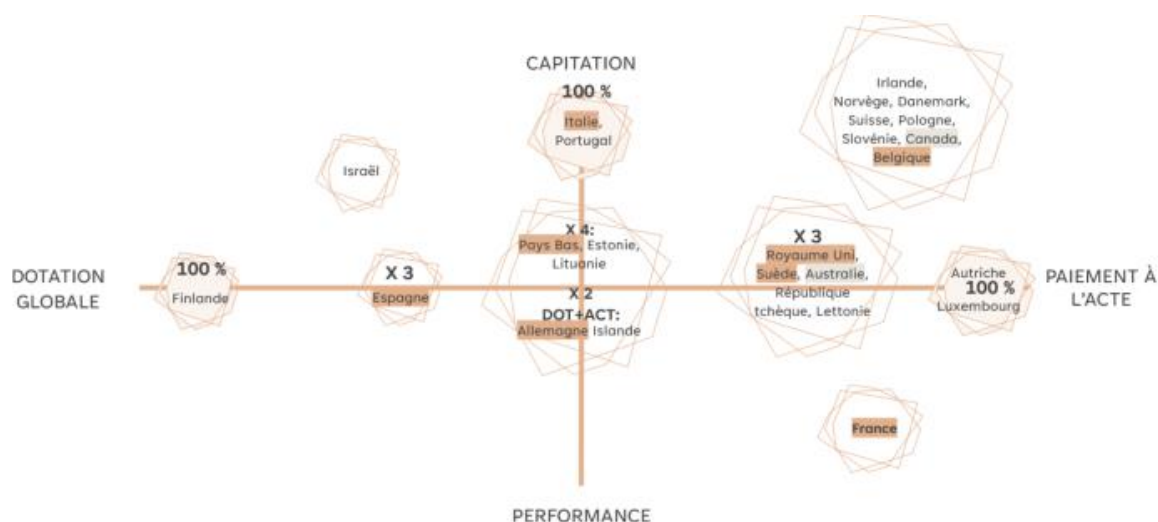 CAPITATION
100 %
Italie,
Portugal
Irlande,
Norvège, Danemark,
Suisse, Pologne,
Slovénie, Canada,
Belgique
Israël
X 4:
Pays Bas, Estonie,
Lituanie
X 3
Royaume Uni,
Suède, Australie,
République
tchèque, Lettonie
DOTATION
GLOBALE
100 %
Finlande
X 3
Espagne
X 2
DOT+ACT:
Allemagne Islande
Autriche
100 %
Luxembourg
PAIEMENT À
L'ACTE
France
PERFORMANCE